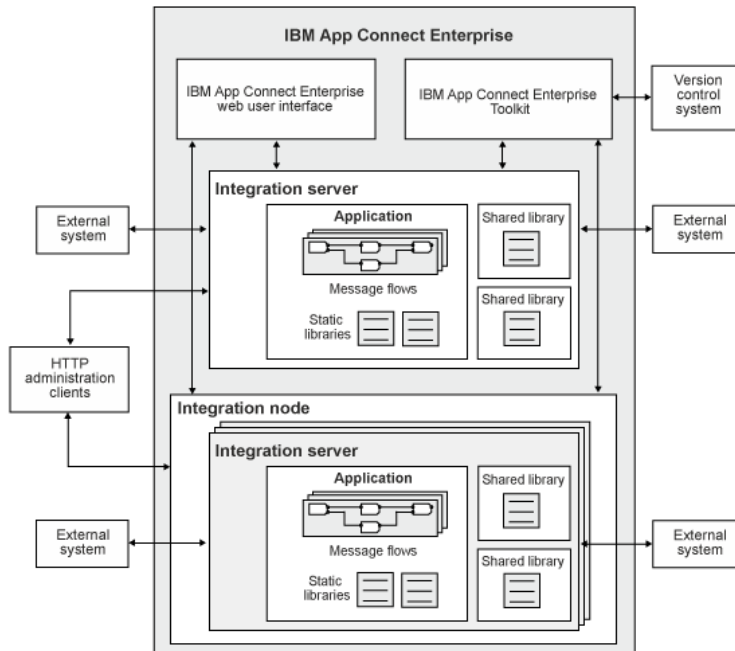 IBM App Connect Enterprise
IBM App Connect Enterprise
web user interface
IBM App Connect Enterprise
Toolkit
Version
control
system
Integration server
External
system
Application
Message flows
Static
libraries
Shared library
Shared library
External
system
HTTP
administration
clients
Integration node
Integration server
External
system
Application
Message flows
Static
libraries
Shared library
Shared library
External
system